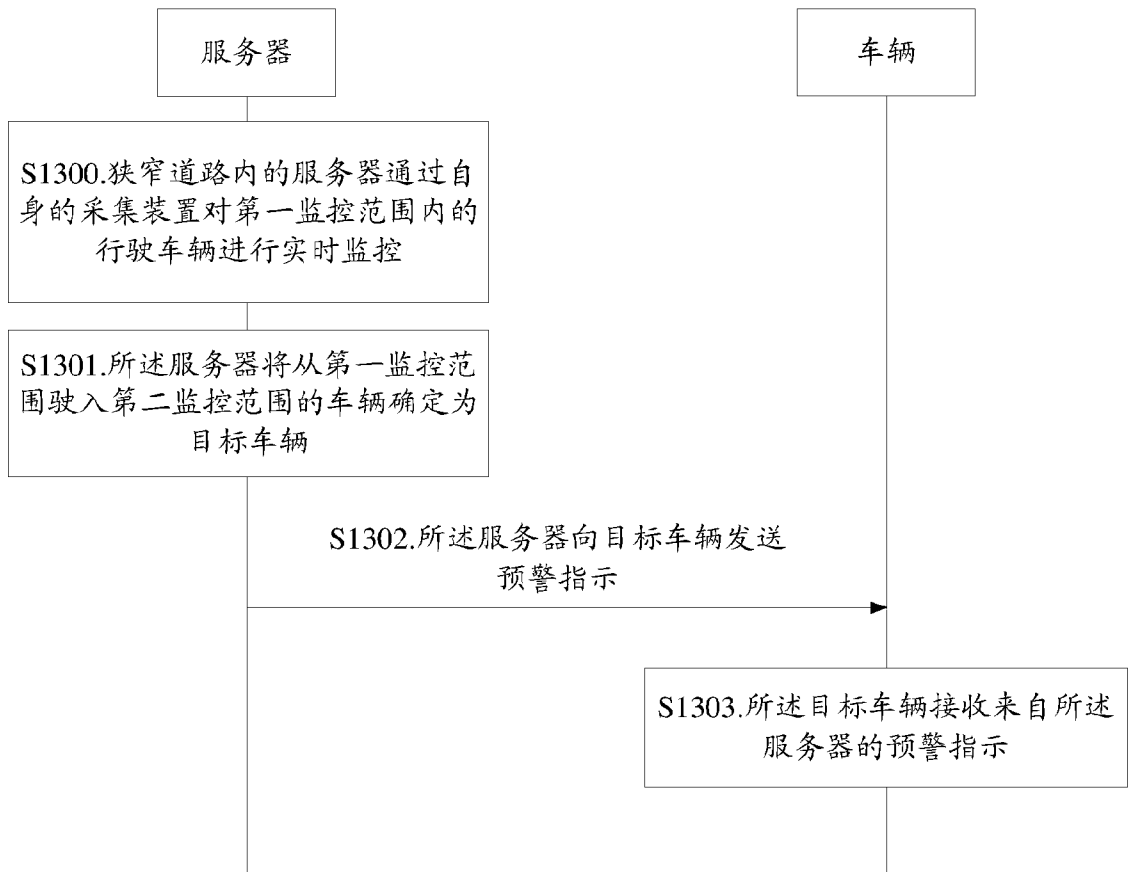 服务器
车辆
S1300.狭窄道路内的服务器通过自
身的采集装置对第一监控范围内的
行驶车辆进行实时监控
S1301.所述服务器将从第一监控范
围驶入第二监控范围的车辆确定为
目标车辆
S1302.所述服务器向目标车辆发送
预警指示
S1303.所述目标车辆接收来自所述
服务器的预警指示